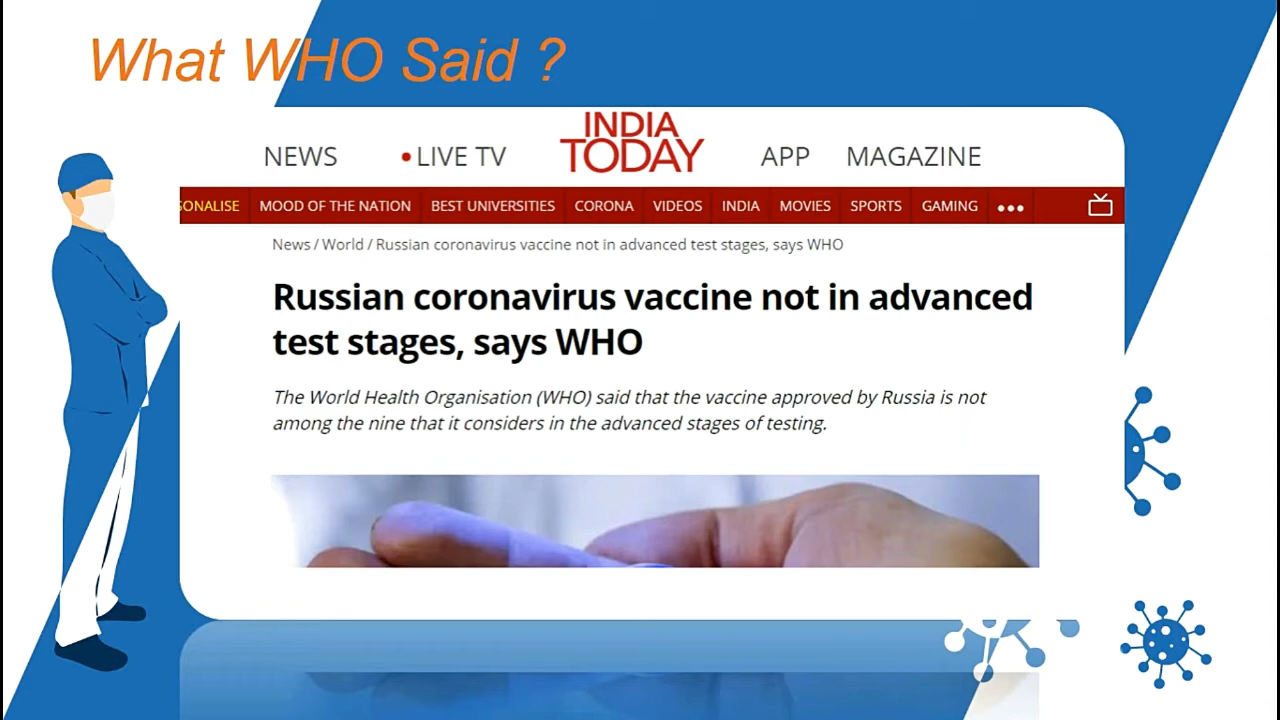 What WHO Said ?
INDIA
TODAY
NEWS
LIVE TV
APP
MAGAZINE
SONALISE
MOOD OF THE NATION
BEST UNIVERSITIES
CORONA
VIDEOS
INDIA
MOVIES
SPORTS
GAMING
News / World / Russian coronavirus vaccine not in advanced test stages, says WHO
Russian coronavirus vaccine not in advanced
test stages, says WHO
The World Health Organisation (WHO) said that the vaccine approved by Russia is not
among the nine that it considers in the advanced stages of testing.